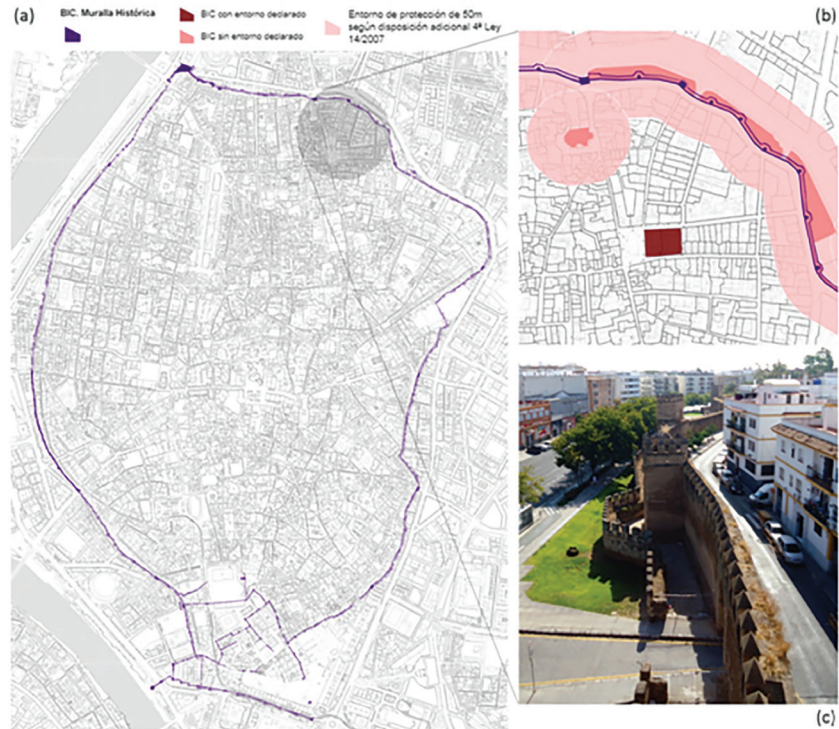 (a)
BIC. Muralla Histórica
BIC con entorno declarado
BIC sin entorno declarado
Entorno de protección de 50m
según disposición adicional 4ª Ley
14/2007
(b)
(c)